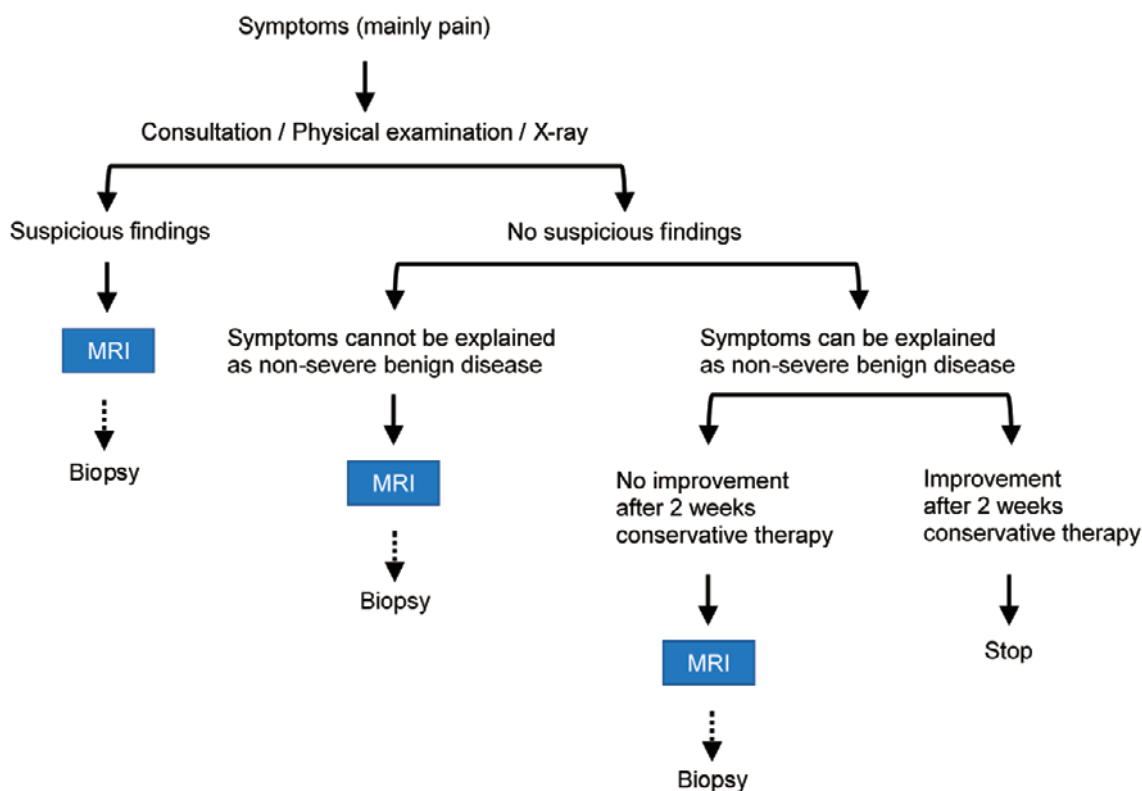 Symptoms (mainly pain)
Consultation / Physical examination / X-ray
Suspicious findings
No suspicious findings
MRI
Biopsy
Symptoms cannot be explained
as non-severe benign disease
MRI
Biopsy
Symptoms can be explained
as non-severe benign disease
No improvement
after 2 weeks
conservative therapy
MRI
Biopsy
Improvement
after 2 weeks
conservative therapy
Stop